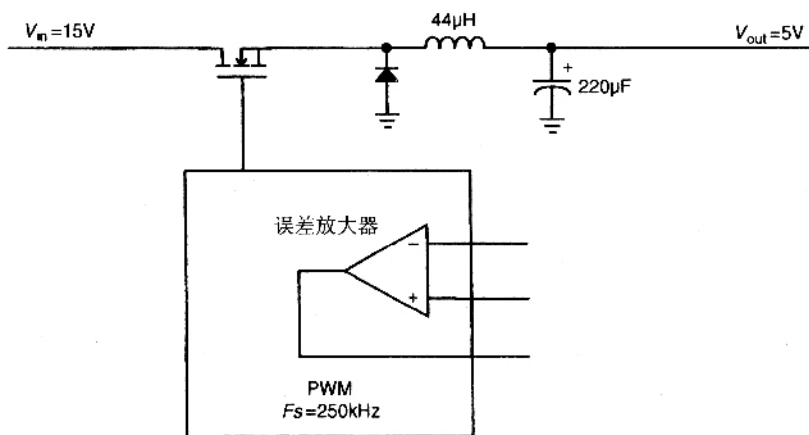 V_in=15V
44μH
V_out=5V
+
220μF
误差放大器
−
+
PWM
Fs=250kHz